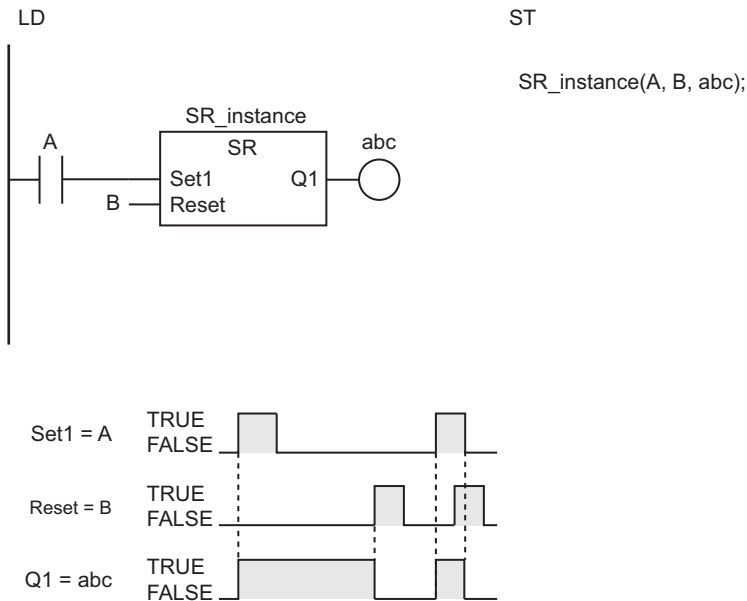 LD
ST
SR_instance(A, B, abc);
SR_instance
A
SR
abc
Set1
Q1
B
Reset
Set1 = A
TRUE
FALSE
Reset = B
TRUE
FALSE
Q1 = abc
TRUE
FALSE